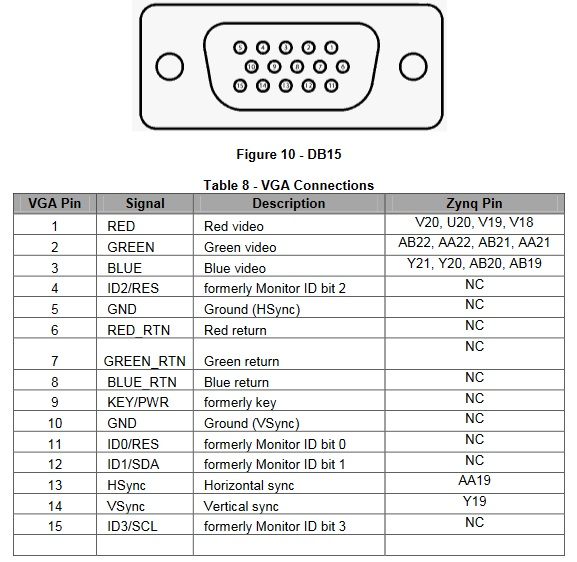 5 4 3 2 1
10 9 8 7 6
15 14 13 12 11
Figure 10 - DB15
Table 8 - VGA Connections
VGA Pin Signal Description Zynq Pin
1 RED Red video V20, U20, V19, V18
2 GREEN Green video AB22, AA22, AB21, AA21
3 BLUE Blue video Y21, Y20, AB20, AB19
4 ID2/RES formerly Monitor ID bit 2 NC
5 GND Ground (HSync) NC
6 RED_RTN Red return NC
7 GREEN_RTN Green return NC
8 BLUE_RTN Blue return NC
9 KEY/PWR formerly key NC
10 GND Ground (VSync) NC
11 ID0/RES formerly Monitor ID bit 0 NC
12 ID1/SDA formerly Monitor ID bit 1 NC
13 HSync Horizontal sync AA19
14 VSync Vertical sync Y19
15 ID3/SCL formerly Monitor ID bit 3 NC